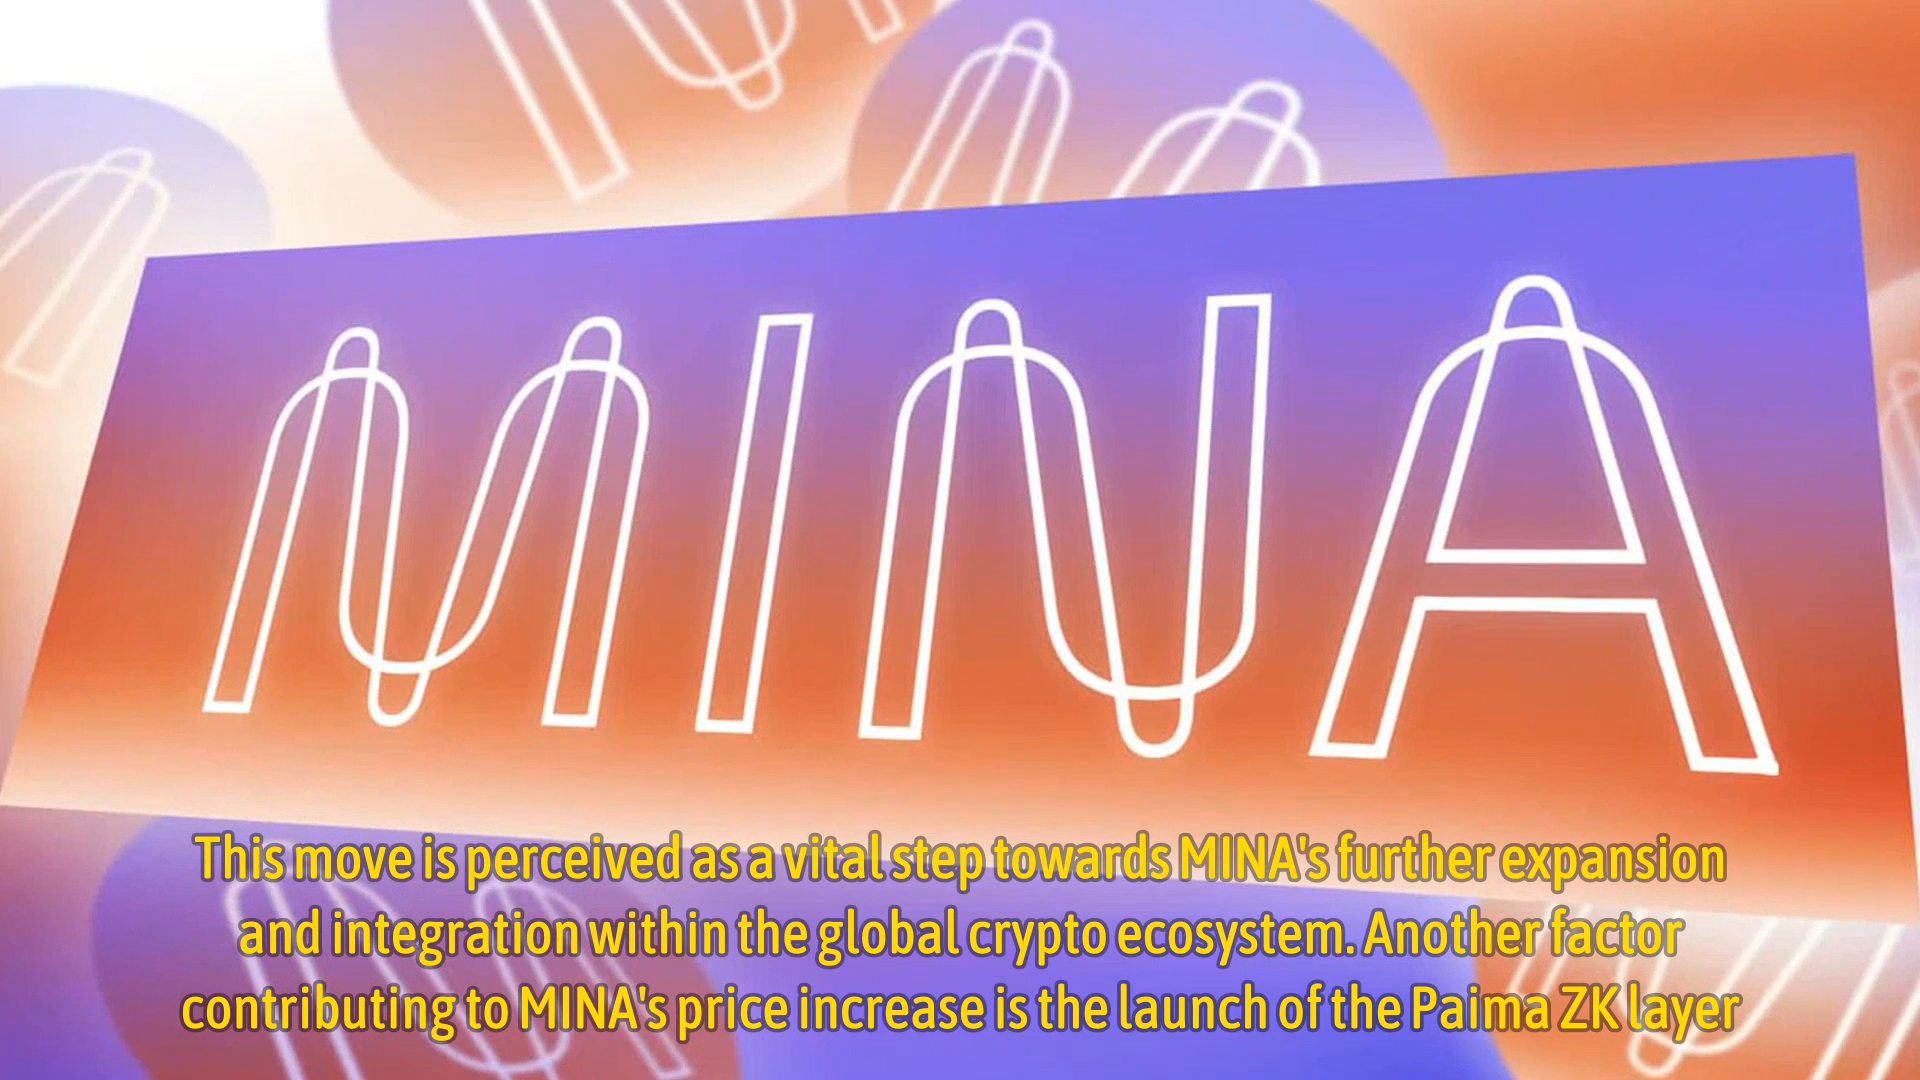 MINA
This move is perceived as a vital step towards MINA's further expansion
and integration within the global crypto ecosystem. Another factor
contributing to MINA's price increase is the launch of the Paima ZK layer